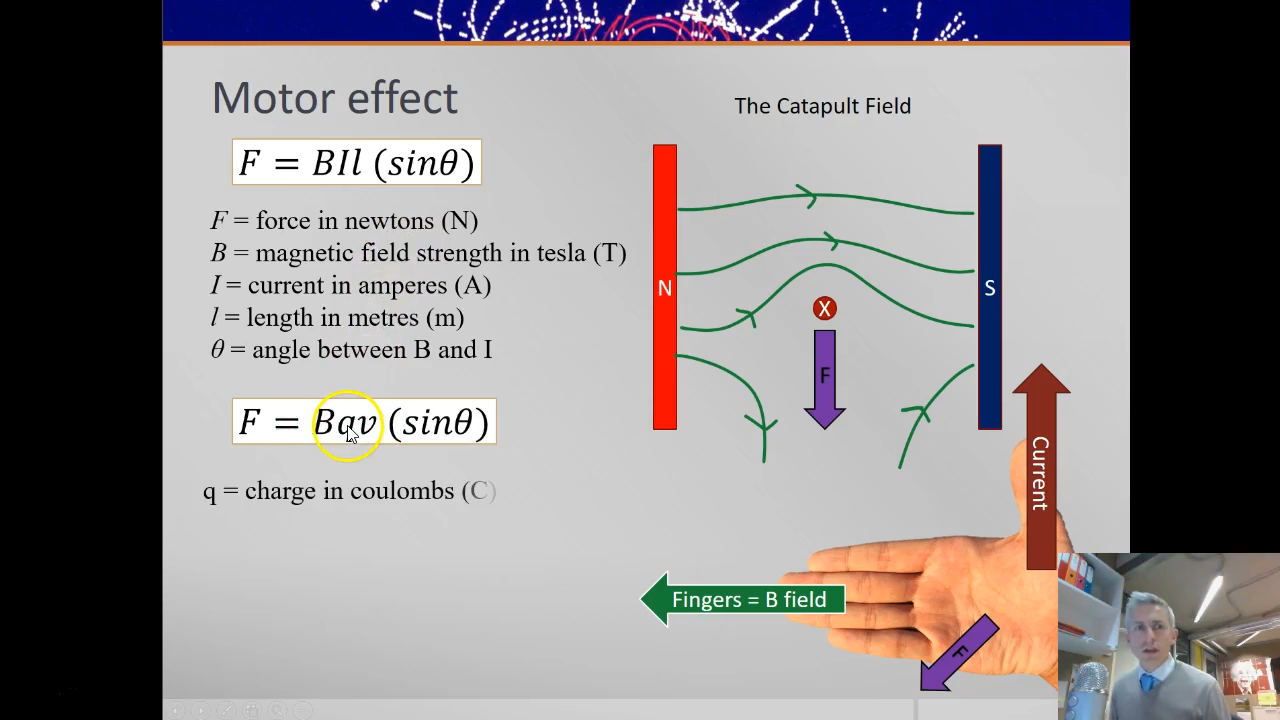 Motor effect
The Catapult Field
F = BIl (sinθ)
F = force in newtons (N)
B = magnetic field strength in tesla (T)
I = current in amperes (A)
l = length in metres (m)
θ = angle between B and I
F = Bqv (sinθ)
q = charge in coulombs (C)
N
X
F
S
Current
Fingers = B field
F